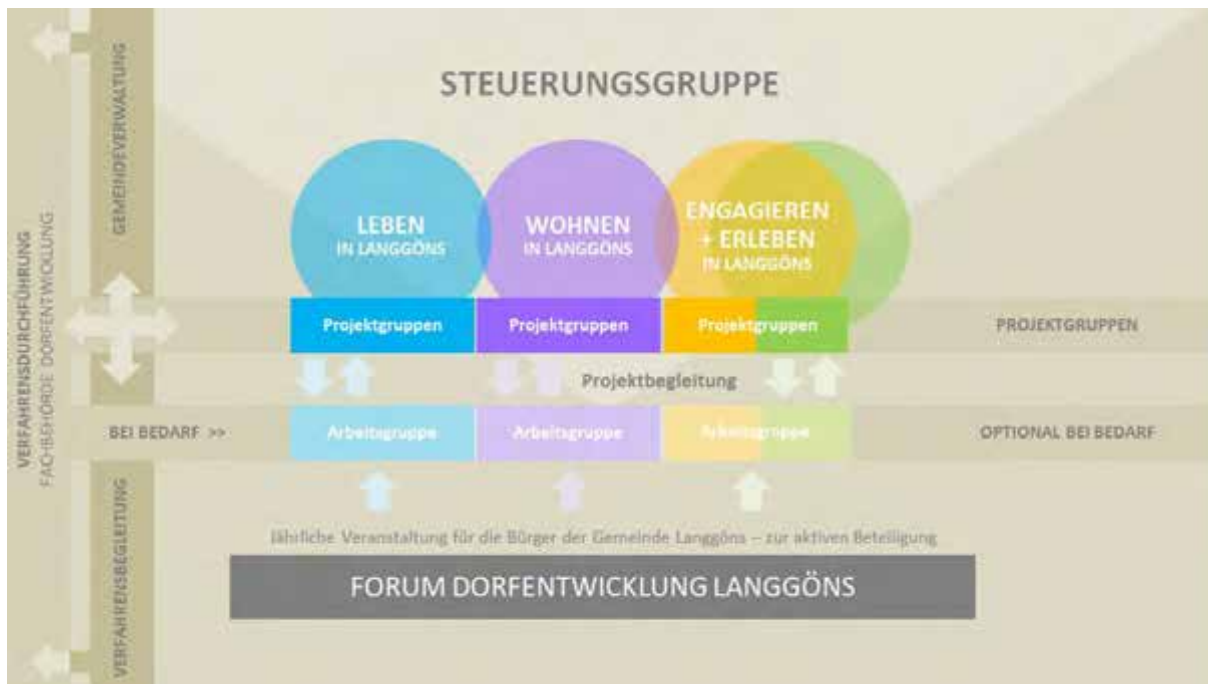 VERFAHRENSDURCHFÜHRUNG
FACHBEHÖRDE DORFENTWICKLUNG
GEMEINDEVERWALTUNG
STEUERUNGSGRUPPE
LEBEN
IN LANGGÖNS
WOHNEN
IN LANGGÖNS
ENGAGIEREN
+ ERLEBEN
IN LANGGÖNS
Projektgruppen
Projektgruppen
Projektgruppen
PROJEKTGRUPPEN
Projektbegleitung
BEI BEDARF >>
Arbeitsgruppe
Arbeitsgruppe
Arbeitsgruppe
OPTIONAL BEI BEDARF
VERFAHRENSBEGLEITUNG
Jährliche Veranstaltung für die Bürger der Gemeinde Langgöns – zur aktiven Beteiligung
FORUM DORFENTWICKLUNG LANGGÖNS